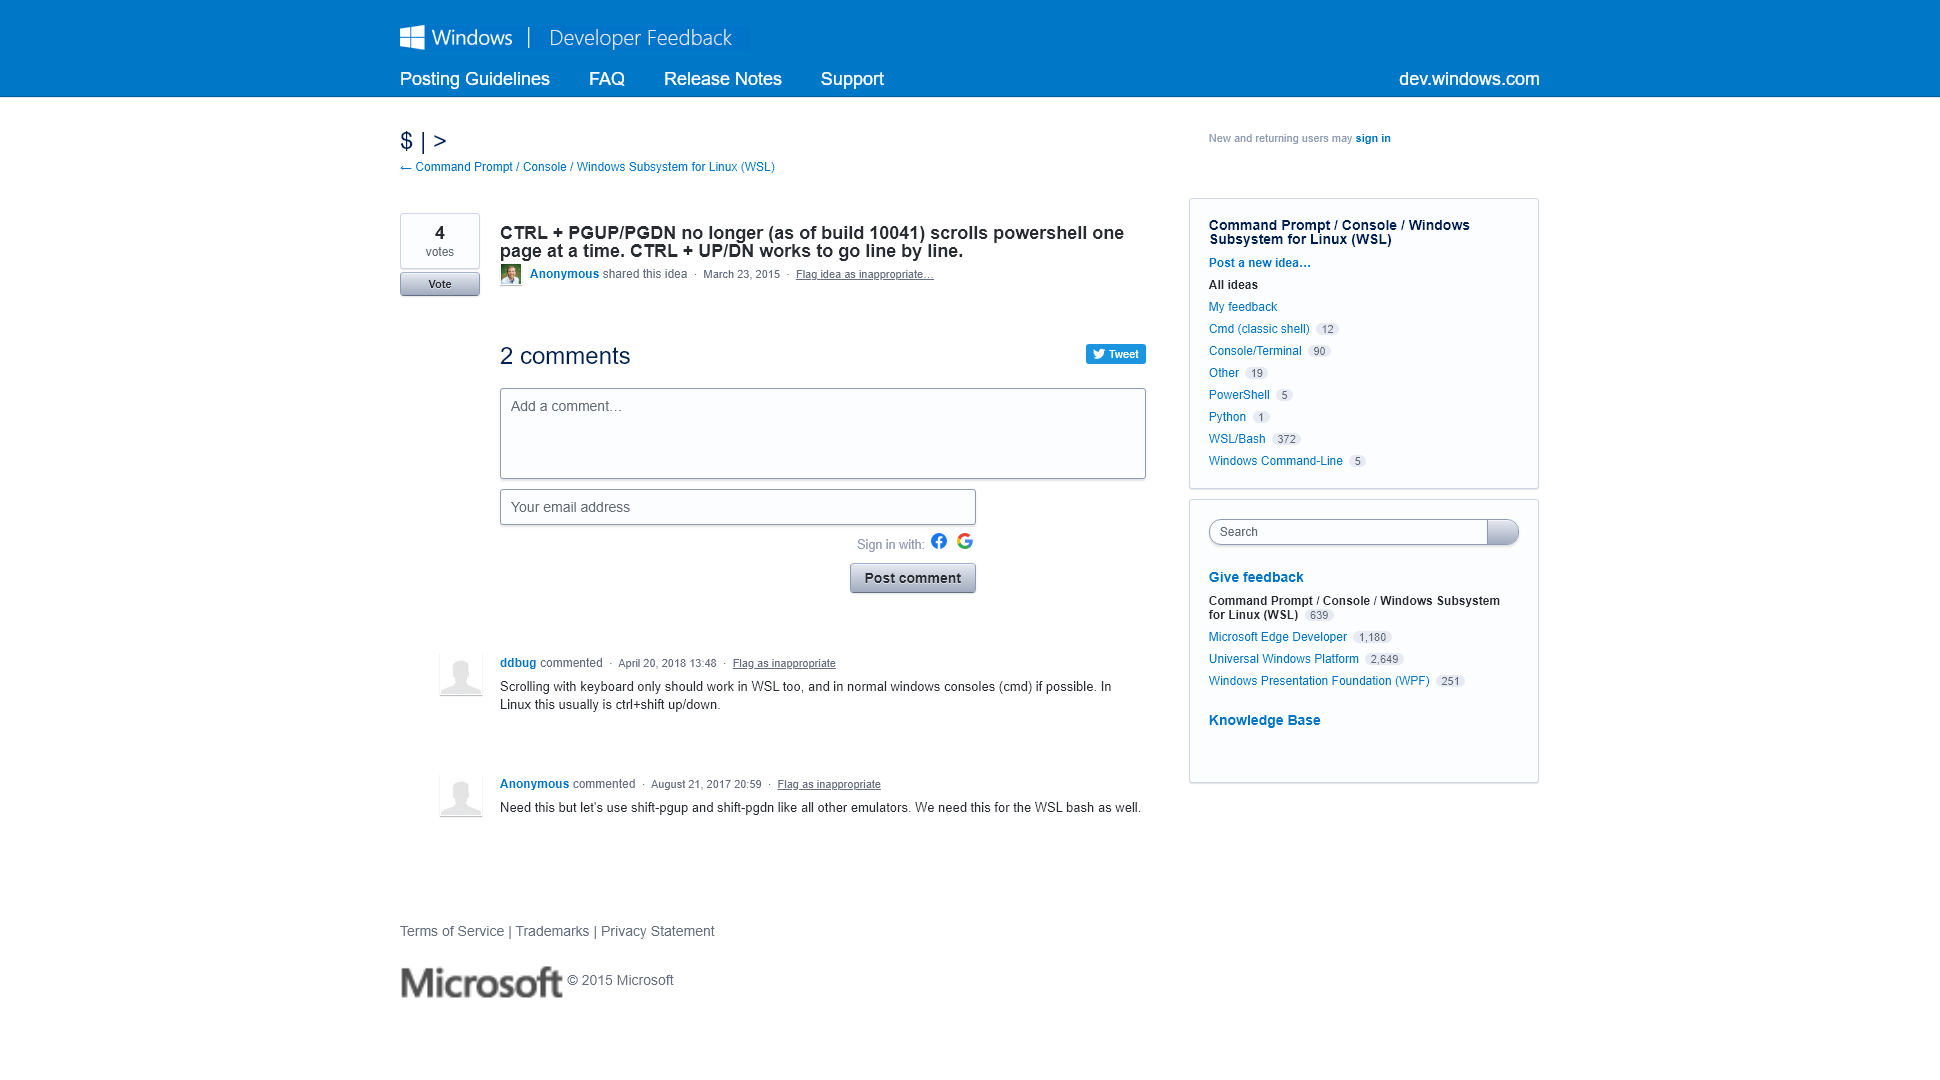 Windows | Developer Feedback
Posting Guidelines FAQ Release Notes Support dev.windows.com
$ | >
← Command Prompt / Console / Windows Subsystem for Linux (WSL)
New and returning users may sign in
4
votes
Vote
CTRL + PGUP/PGDN no longer (as of build 10041) scrolls powershell one
page at a time. CTRL + UP/DN works to go line by line.
Anonymous shared this idea · March 23, 2015 · Flag idea as inappropriate…
2 comments
Tweet
Add a comment…
Your email address
Sign in with:
Post comment
ddbug commented · April 20, 2018 13:48 · Flag as inappropriate
Scrolling with keyboard only should work in WSL too, and in normal windows consoles (cmd) if possible. In
Linux this usually is ctrl+shift up/down.
Anonymous commented · August 21, 2017 20:59 · Flag as inappropriate
Need this but let's use shift-pgup and shift-pgdn like all other emulators. We need this for the WSL bash as well.
Command Prompt / Console / Windows
Subsystem for Linux (WSL)
Post a new idea…
All ideas
My feedback
Cmd (classic shell) 12
Console/Terminal 90
Other 19
PowerShell 5
Python 1
WSL/Bash 372
Windows Command-Line 5
Search
Give feedback
Command Prompt / Console / Windows Subsystem
for Linux (WSL) 639
Microsoft Edge Developer 1,180
Universal Windows Platform 2,649
Windows Presentation Foundation (WPF) 251
Knowledge Base
Terms of Service | Trademarks | Privacy Statement
Microsoft © 2015 Microsoft